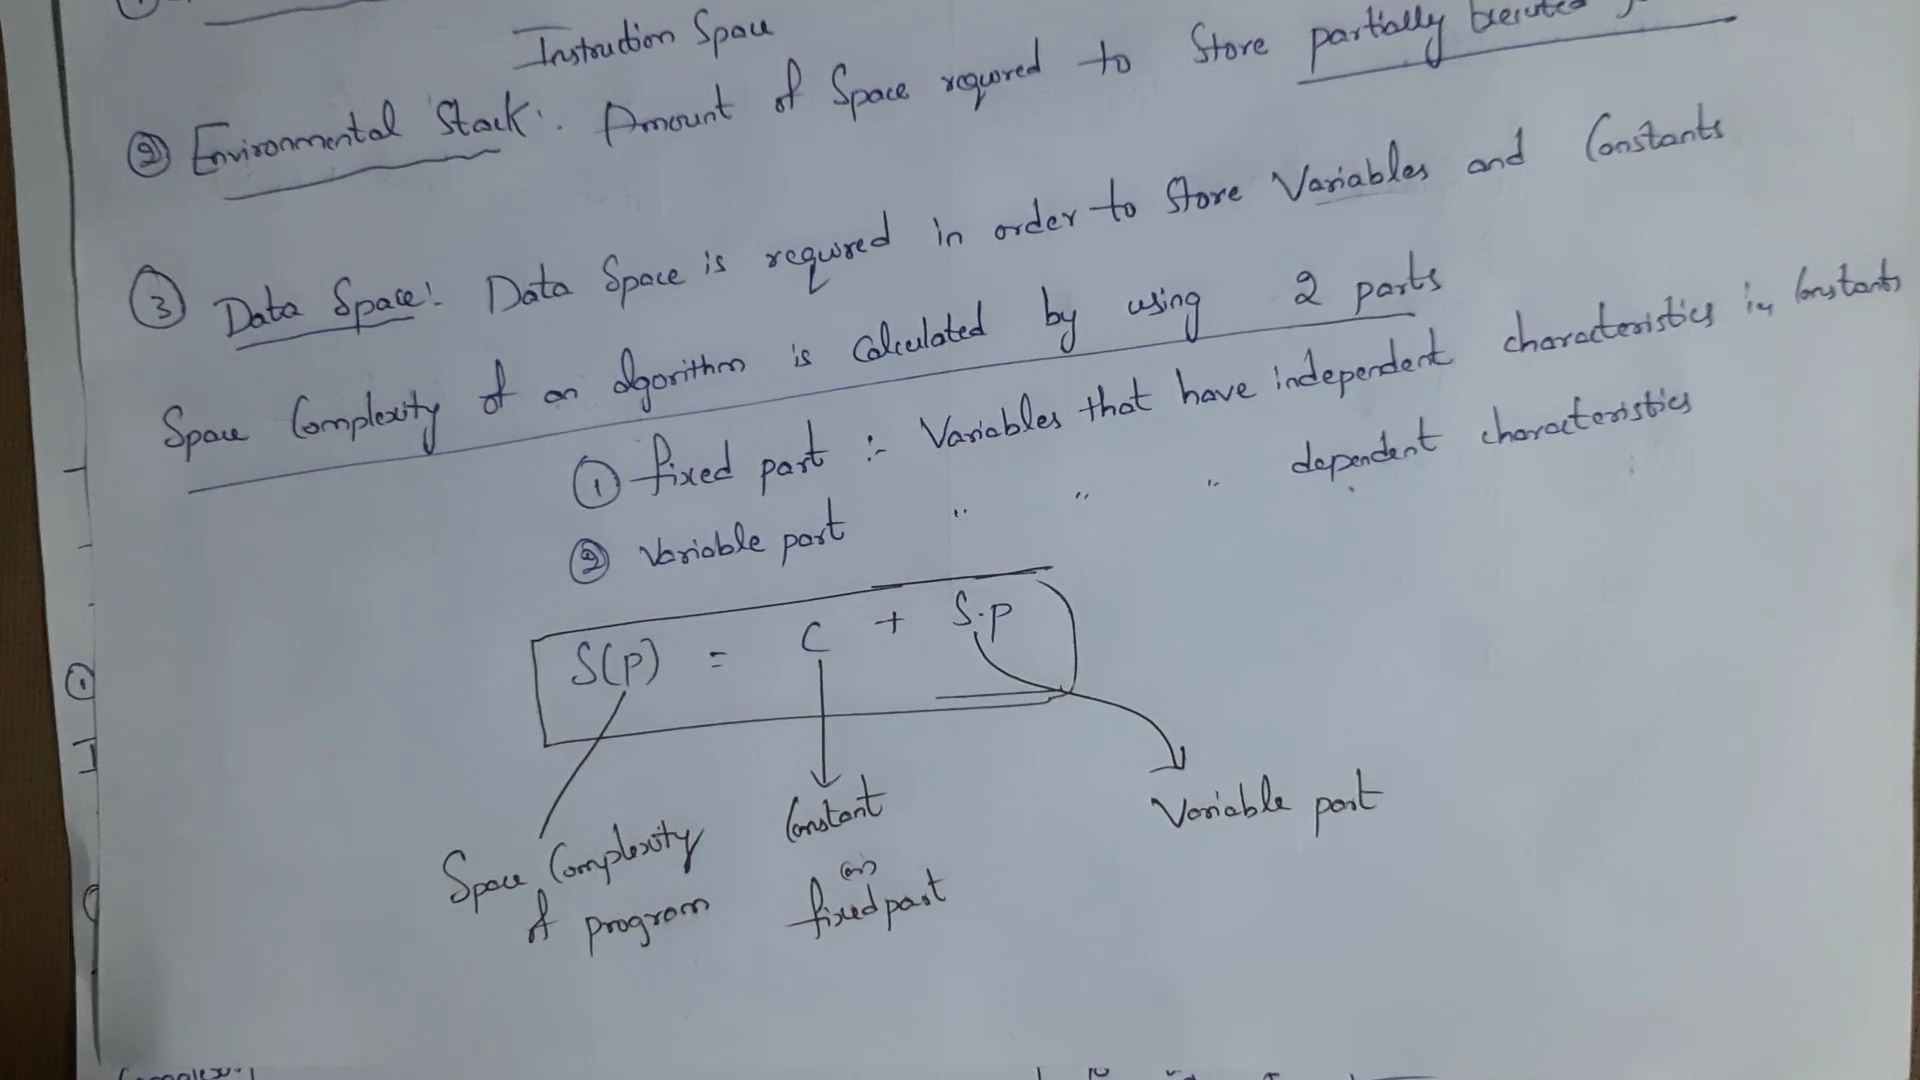 Instruction Space
② Environmental Stack :. Amount of Space required to Store partially executed
③ Data Space :- Data Space is required in order to Store Variables and Constants
Space Complexity of an algorithm is Calculated by using 2 parts
① fixed part :- Variables that have independent characteristics in Constants
② Variable part " " " dependent characteristics
S(P) = C + S.P
Space Complexity of program
Constant (or) fixed part
Variable part